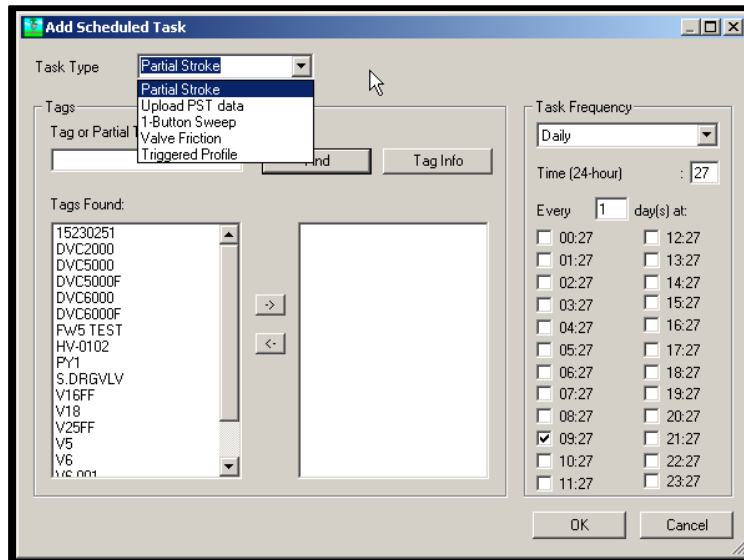 Add Scheduled Task
Task Type
Partial Stroke
Partial Stroke
Upload PST data
1-Button Sweep
Valve Friction
Triggered Profile
Tags
Tag or Partial
Tag Info
Tags Found:
15230251
DVC2000
DVC5000
DVC5000F
DVC6000
DVC6000F
FW5 TEST
HV-0102
PY1
S.DRGVLV
V16FF
V18
V25FF
V5
V6
->
<-
Task Frequency
Daily
Time (24-hour) : 27
Every 1 day(s) at:
00:27 12:27
01:27 13:27
02:27 14:27
03:27 15:27
04:27 16:27
05:27 17:27
06:27 18:27
07:27 19:27
08:27 20:27
09:27 21:27
10:27 22:27
11:27 23:27
OK Cancel